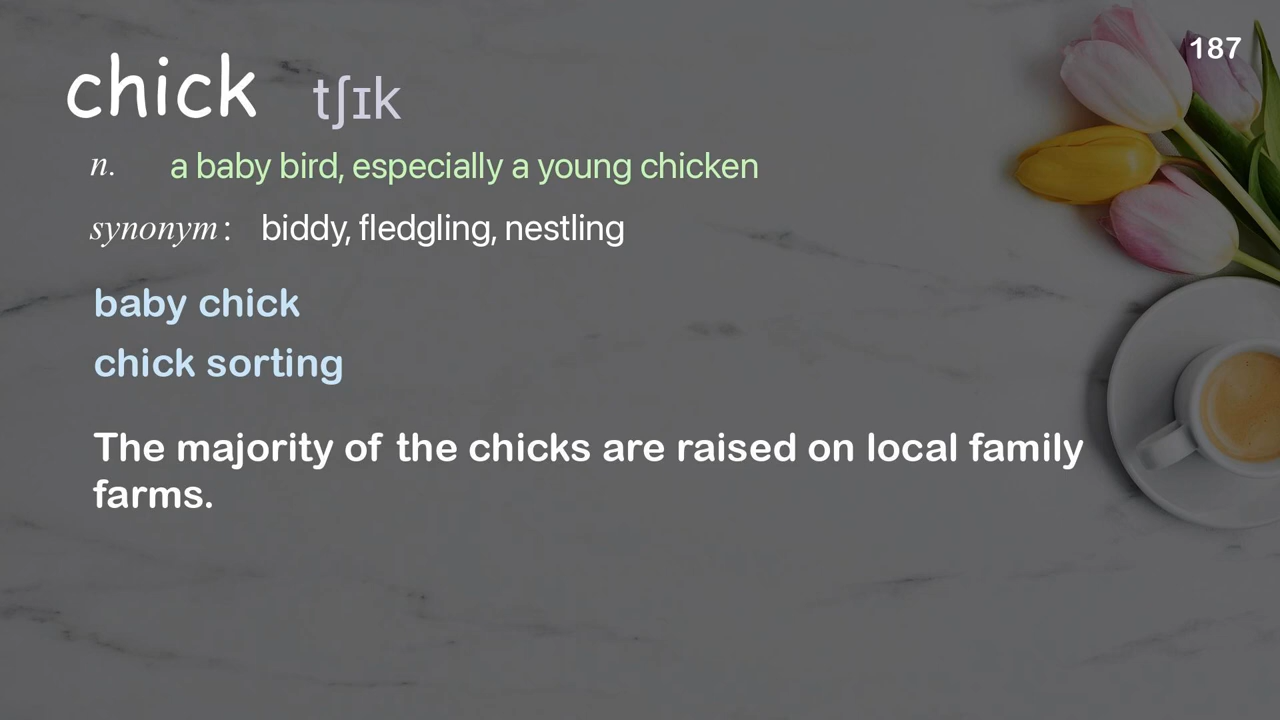 187
chick tʃɪk
n. a baby bird, especially a young chicken
synonym: biddy, fledgling, nestling
baby chick
chick sorting
The majority of the chicks are raised on local family
farms.